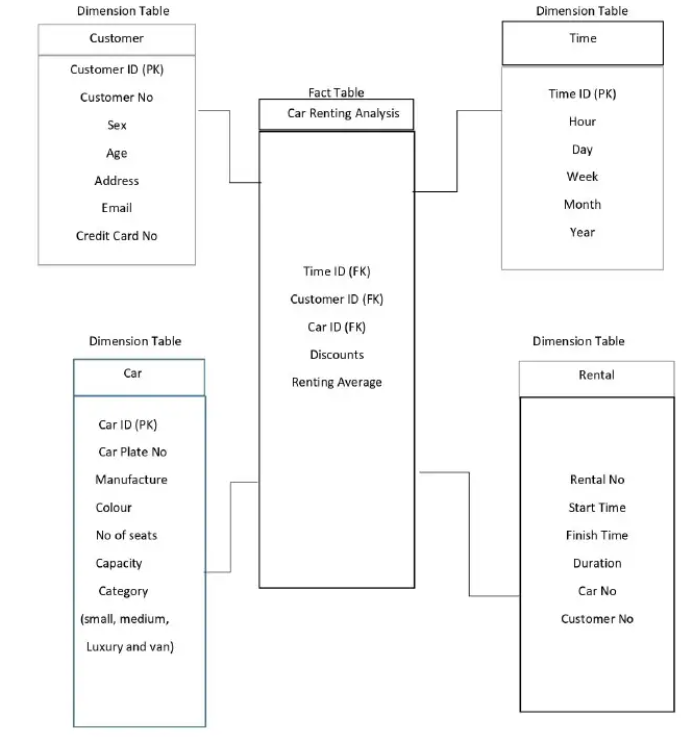 Dimension Table
Customer
Customer ID (PK)
Customer No
Sex
Age
Address
Email
Credit Card No
Fact Table
Car Renting Analysis
Time ID (FK)
Customer ID (FK)
Car ID (FK)
Discounts
Renting Average
Dimension Table
Time
Time ID (PK)
Hour
Day
Week
Month
Year
Dimension Table
Car
Car ID (PK)
Car Plate No
Manufacture
Colour
No of seats
Capacity
Category
(small, medium,
Luxury and van)
Dimension Table
Rental
Rental No
Start Time
Finish Time
Duration
Car No
Customer No